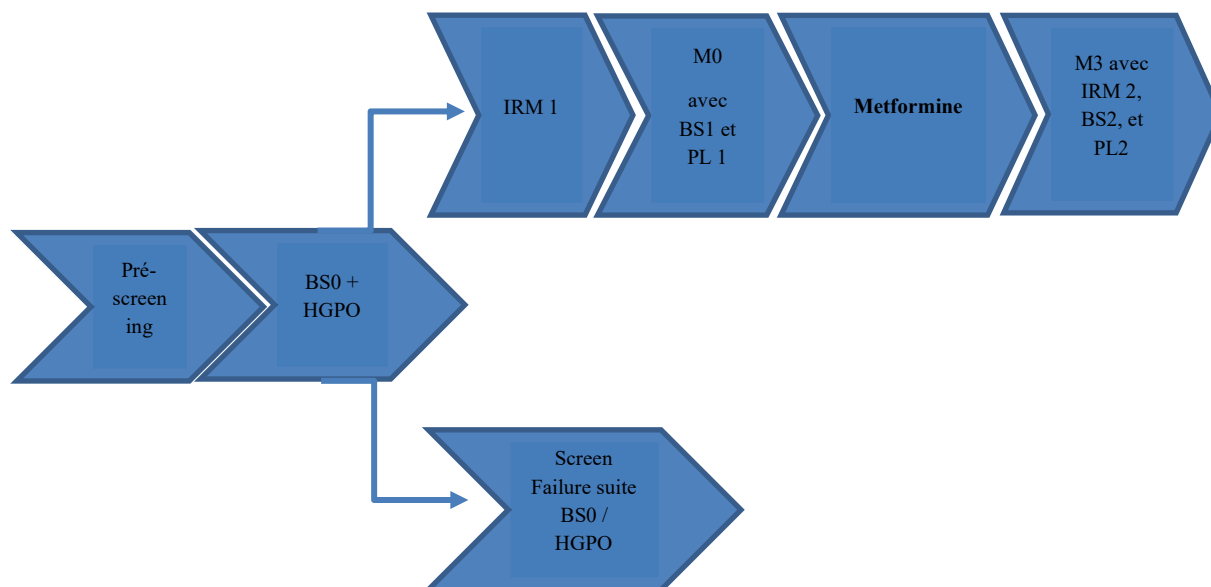 IRM 1
M0
avec
BS1 et
PL 1
Metformine
M3 avec
IRM 2,
BS2, et
PL2
Pré-
screen
ing
BS0 +
HGPO
Screen
Failure suite
BS0 /
HGPO